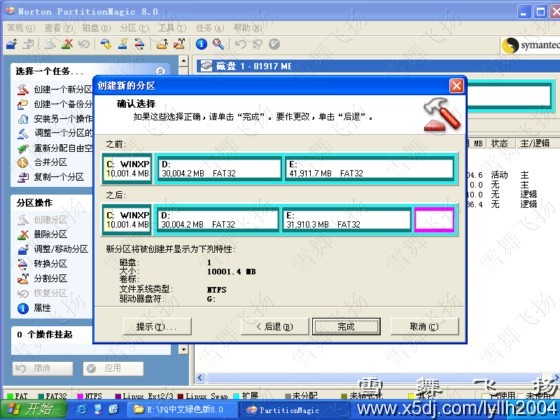 Norton PartitionMagic 8.0
常规(G) 查看(V) 磁盘(D) 分区(P) 工具(T) 任务(A) 帮助(H)
symantec
选择一个任务...
创建一个新分区
创建一个备份分
安装另一个操作
调整一个分区的
重新分配自由空
合并分区
复制一个分区
分区操作
创建分区
删除分区
调整/移动分区
转换分区
分割分区
恢复分区
属性
0 个操作挂起
撤消
应用
磁盘 1 - 81917 MB
MB 状态 主/逻辑
4.6 活动 主
0 无 主
0.0 无 逻辑
6.4 无 逻辑
创建新的分区
确认选择
如果这些选择正确,请单击“完成”。要作更改,单击“后退”。
之前:
C: WINXP
10,001.4 MB
D:
30,004.2 MB FAT32
E:
41,911.7 MB FAT32
之后:
C: WINXP
10,001.4 MB
D:
30,004.2 MB FAT32
E:
31,910.3 MB FAT32
新分区将被创建并显示为下列特性:
磁盘: 1
大小: 10001.4 MB
卷标:
文件系统类型: NTFS
驱动器盘符: G:
提示(T)...
< 后退(B)
完成
取消(C)
FAT FAT32 NTFS Linux Ext2/3 Linux Swap 扩展 未分配
开始
H:\PQ中文绿色版8.0
PartitionMagic
雪舞飞扬
www.x5dj.com/lyllh2004